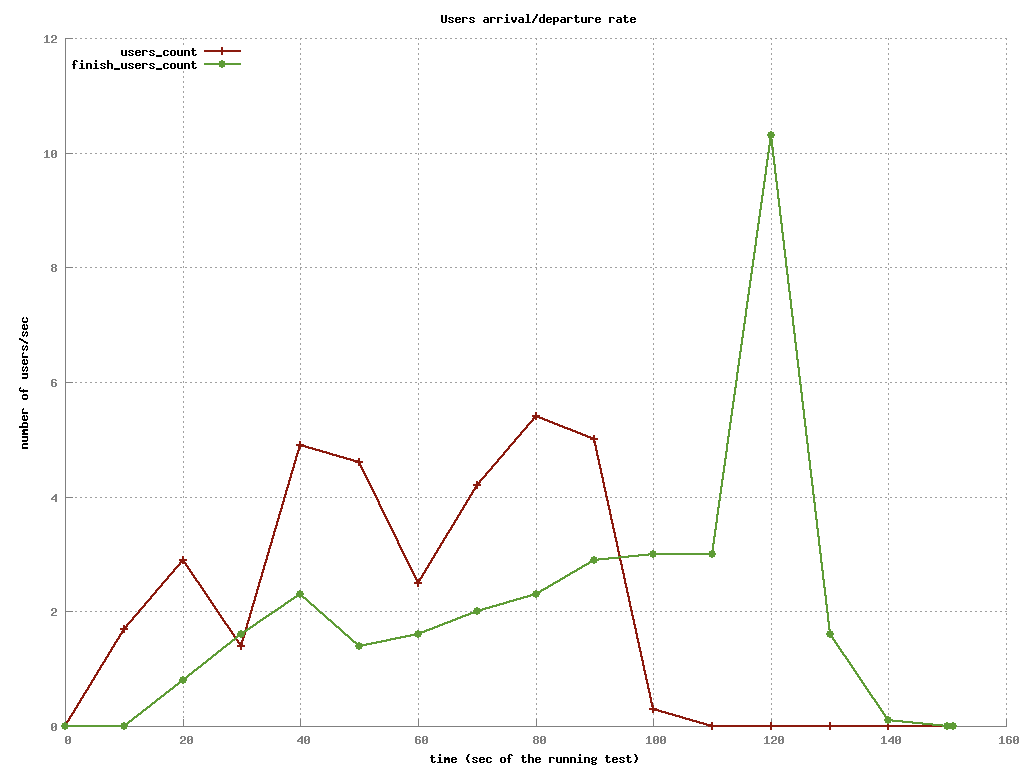 Users arrival/departure rate
users_count
finish_users_count
12
10
8
6
4
2
0
number of users/sec
0 20 40 60 80 100 120 140 160
time (sec of the running test)